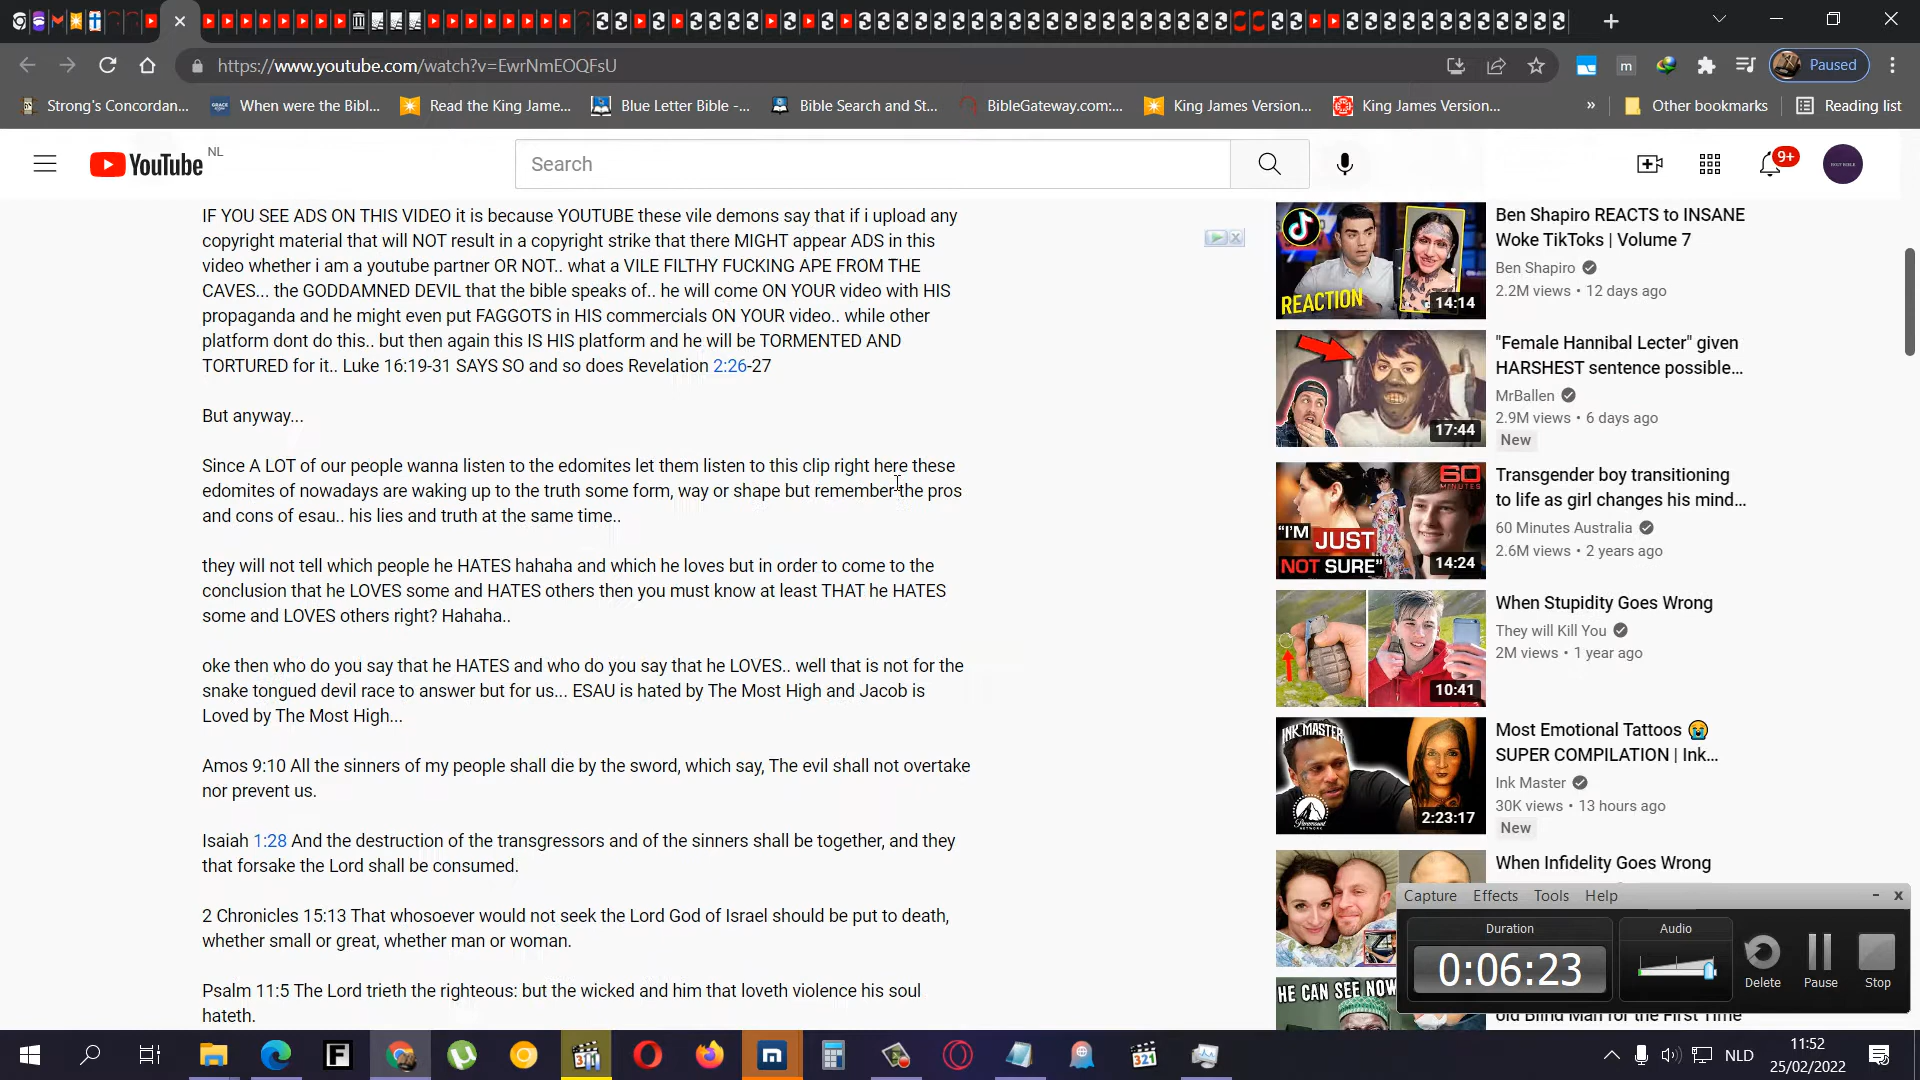 https://www.youtube.com/watch?v=EwrNmEOQFsU
Paused
Strong's Concordan...
When were the Bibl...
Read the King Jame...
Blue Letter Bible -...
Bible Search and St...
BibleGateway.com:...
King James Version...
King James Version...
»
Other bookmarks
Reading list
YouTube NL
Search
9+
IF YOU SEE ADS ON THIS VIDEO it is because YOUTUBE these vile demons say that if i upload any
copyright material that will NOT result in a copyright strike that there MIGHT appear ADS in this
video whether i am a youtube partner OR NOT.. what a VILE FILTHY FUCKING APE FROM THE
CAVES... the GODDAMNED DEVIL that the bible speaks of.. he will come ON YOUR video with HIS
propaganda and he might even put FAGGOTS in HIS commercials ON YOUR video.. while other
platform dont do this.. but then again this IS HIS platform and he will be TORMENTED AND
TORTURED for it.. Luke 16:19-31 SAYS SO and so does Revelation 2:26-27
But anyway...
Since A LOT of our people wanna listen to the edomites let them listen to this clip right here these
edomites of nowadays are waking up to the truth some form, way or shape but remember the pros
and cons of esau.. his lies and truth at the same time..
they will not tell which people he HATES hahaha and which he loves but in order to come to the
conclusion that he LOVES some and HATES others then you must know at least THAT he HATES
some and LOVES others right? Hahaha..
oke then who do you say that he HATES and who do you say that he LOVES.. well that is not for the
snake tongued devil race to answer but for us... ESAU is hated by The Most High and Jacob is
Loved by The Most High...
Amos 9:10 All the sinners of my people shall die by the sword, which say, The evil shall not overtake
nor prevent us.
Isaiah 1:28 And the destruction of the transgressors and of the sinners shall be together, and they
that forsake the Lord shall be consumed.
2 Chronicles 15:13 That whosoever would not seek the Lord God of Israel should be put to death,
whether small or great, whether man or woman.
Psalm 11:5 The Lord trieth the righteous: but the wicked and him that loveth violence his soul
hateth.
REACTION
14:14
Ben Shapiro REACTS to INSANE
Woke TikToks | Volume 7
Ben Shapiro
2.2M views • 12 days ago
17:44
"Female Hannibal Lecter" given
HARSHEST sentence possible...
MrBallen
2.9M views • 6 days ago
New
60
MINUTES
"I'M
JUST
NOT SURE"
14:24
Transgender boy transitioning
to life as girl changes his mind...
60 Minutes Australia
2.6M views • 2 years ago
10:41
When Stupidity Goes Wrong
They will Kill You
2M views • 1 year ago
INK MASTER
2:23:17
Most Emotional Tattoos 😭
SUPER COMPILATION | Ink...
Ink Master
30K views • 13 hours ago
New
When Infidelity Goes Wrong
HE CAN SEE NOW
old Blind Man for the First Time
Capture Effects Tools Help
Duration
0:06:23
Audio
Delete
Pause
Stop
NLD
11:52
25/02/2022